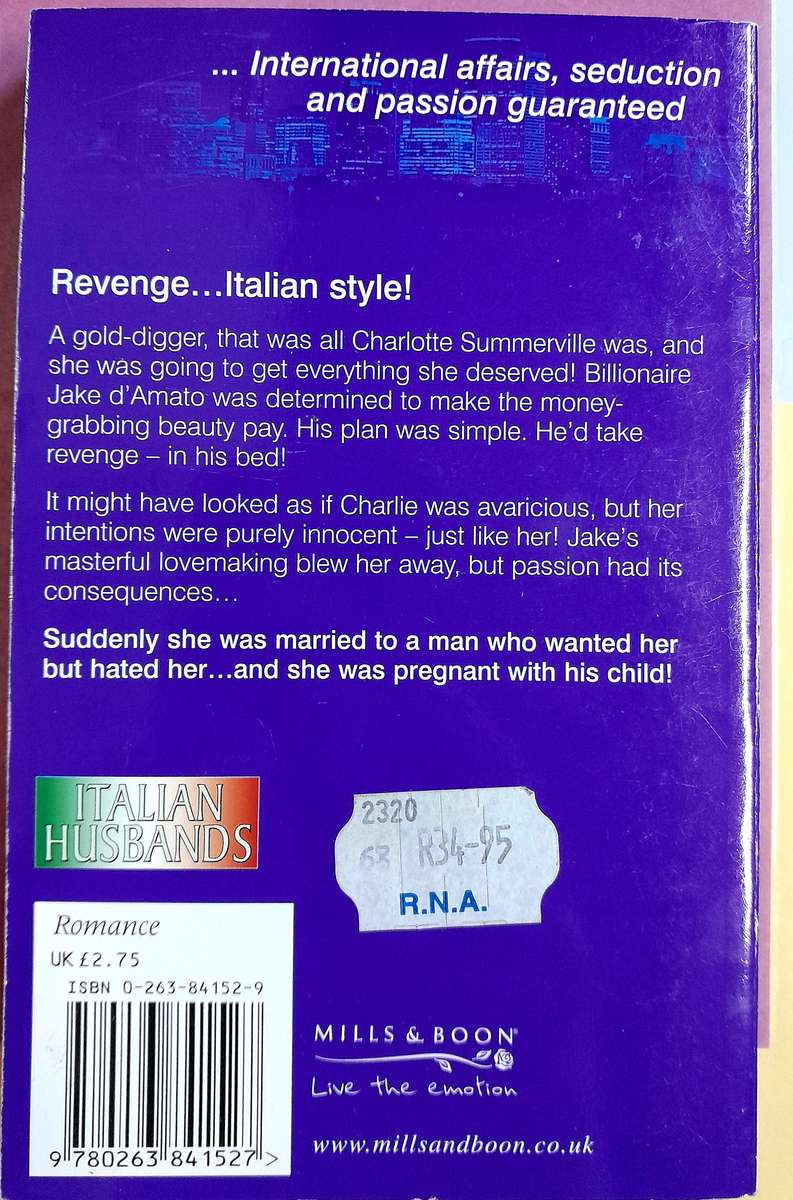 ... International affairs, seduction
and passion guaranteed
Revenge...Italian style!
A gold-digger, that was all Charlotte Summerville was, and
she was going to get everything she deserved! Billionaire
Jake d'Amato was determined to make the money-
grabbing beauty pay. His plan was simple. He'd take
revenge – in his bed!
It might have looked as if Charlie was avaricious, but her
intentions were purely innocent – just like her! Jake's
masterful lovemaking blew her away, but passion had its
consequences...
Suddenly she was married to a man who wanted her
but hated her...and she was pregnant with his child!
ITALIAN
HUSBANDS
2320
68 R34-95
R.N.A.
Romance
UK £2.75
ISBN 0-263-84152-9
9 780263 841527 >
MILLS & BOON®
Live the emotion
www.millsandboon.co.uk